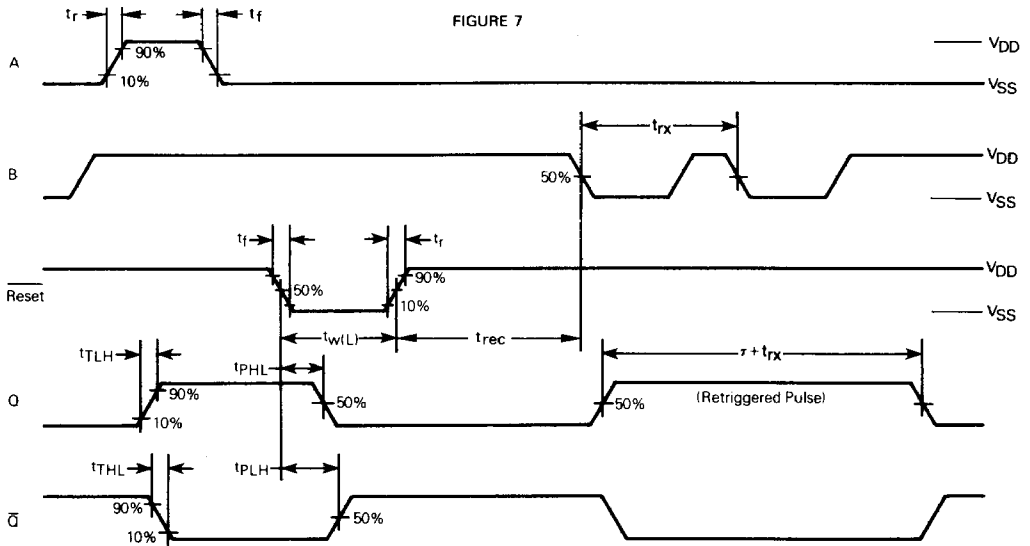 FIGURE 7
tr tf
A 90% 10% VDD
VSS
trx
B 50% VDD
VSS
tf tr
Reset 50% 90% 10% VDD
VSS
tw(L) trec
tTLH tPHL τ + trx
Q 90% 10% 50% 50% (Retriggered Pulse)
tTHL tPLH
Q 90% 10% 50%